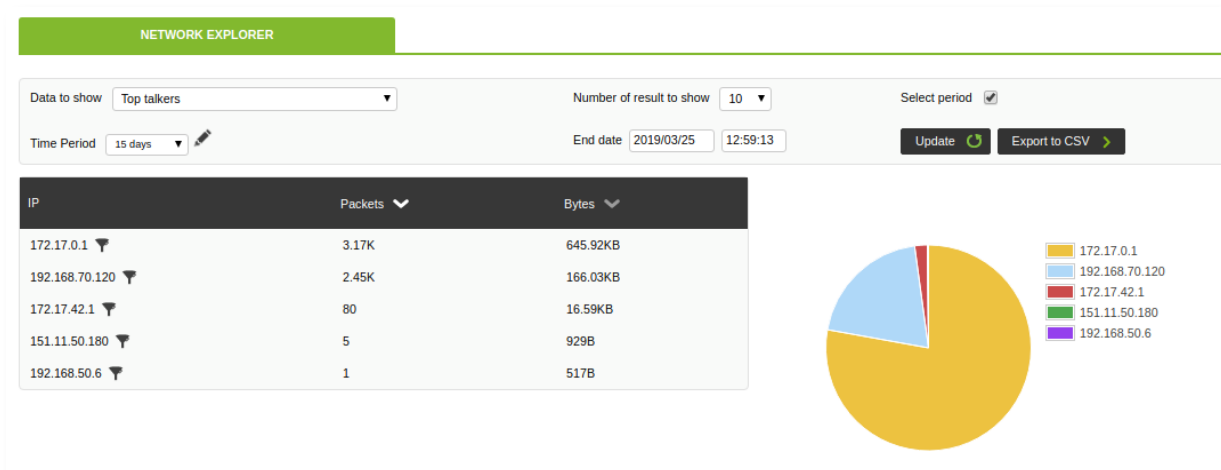 NETWORK EXPLORER
Data to show Top talkers Number of result to show 10 Select period
Time Period 15 days End date 2019/03/25 12:59:13 Update Export to CSV
IP Packets Bytes
172.17.0.1 3.17K 645.92KB
192.168.70.120 2.45K 166.03KB
172.17.42.1 80 16.59KB
151.11.50.180 5 929B
192.168.50.6 1 517B
172.17.0.1
192.168.70.120
172.17.42.1
151.11.50.180
192.168.50.6